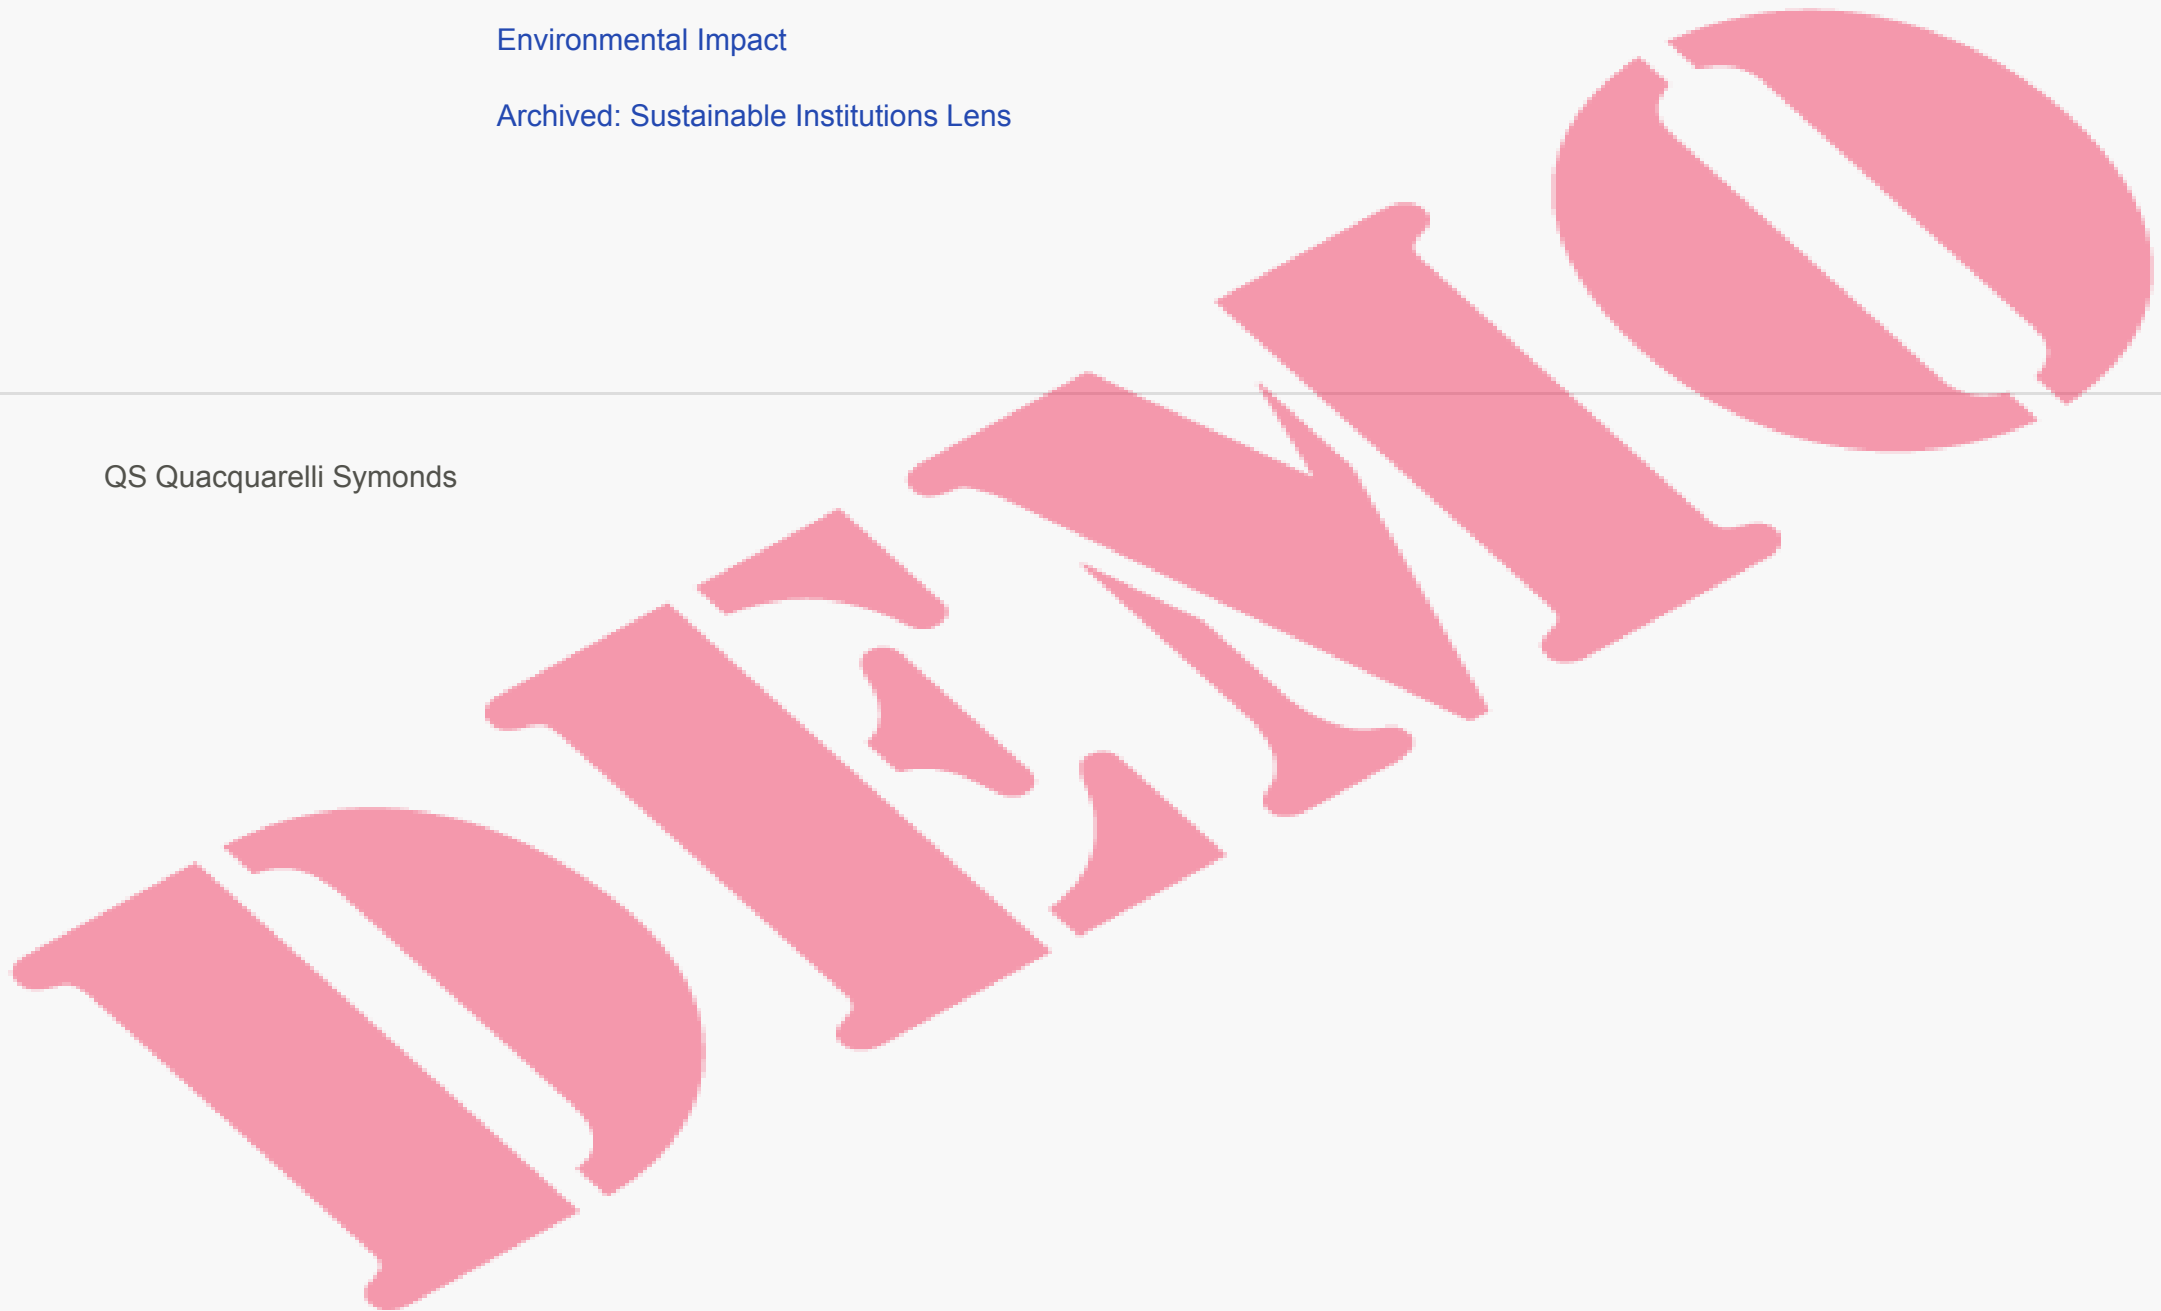 Environmental Impact
Archived: Sustainable Institutions Lens
QS Quacquarelli Symonds
DEMO